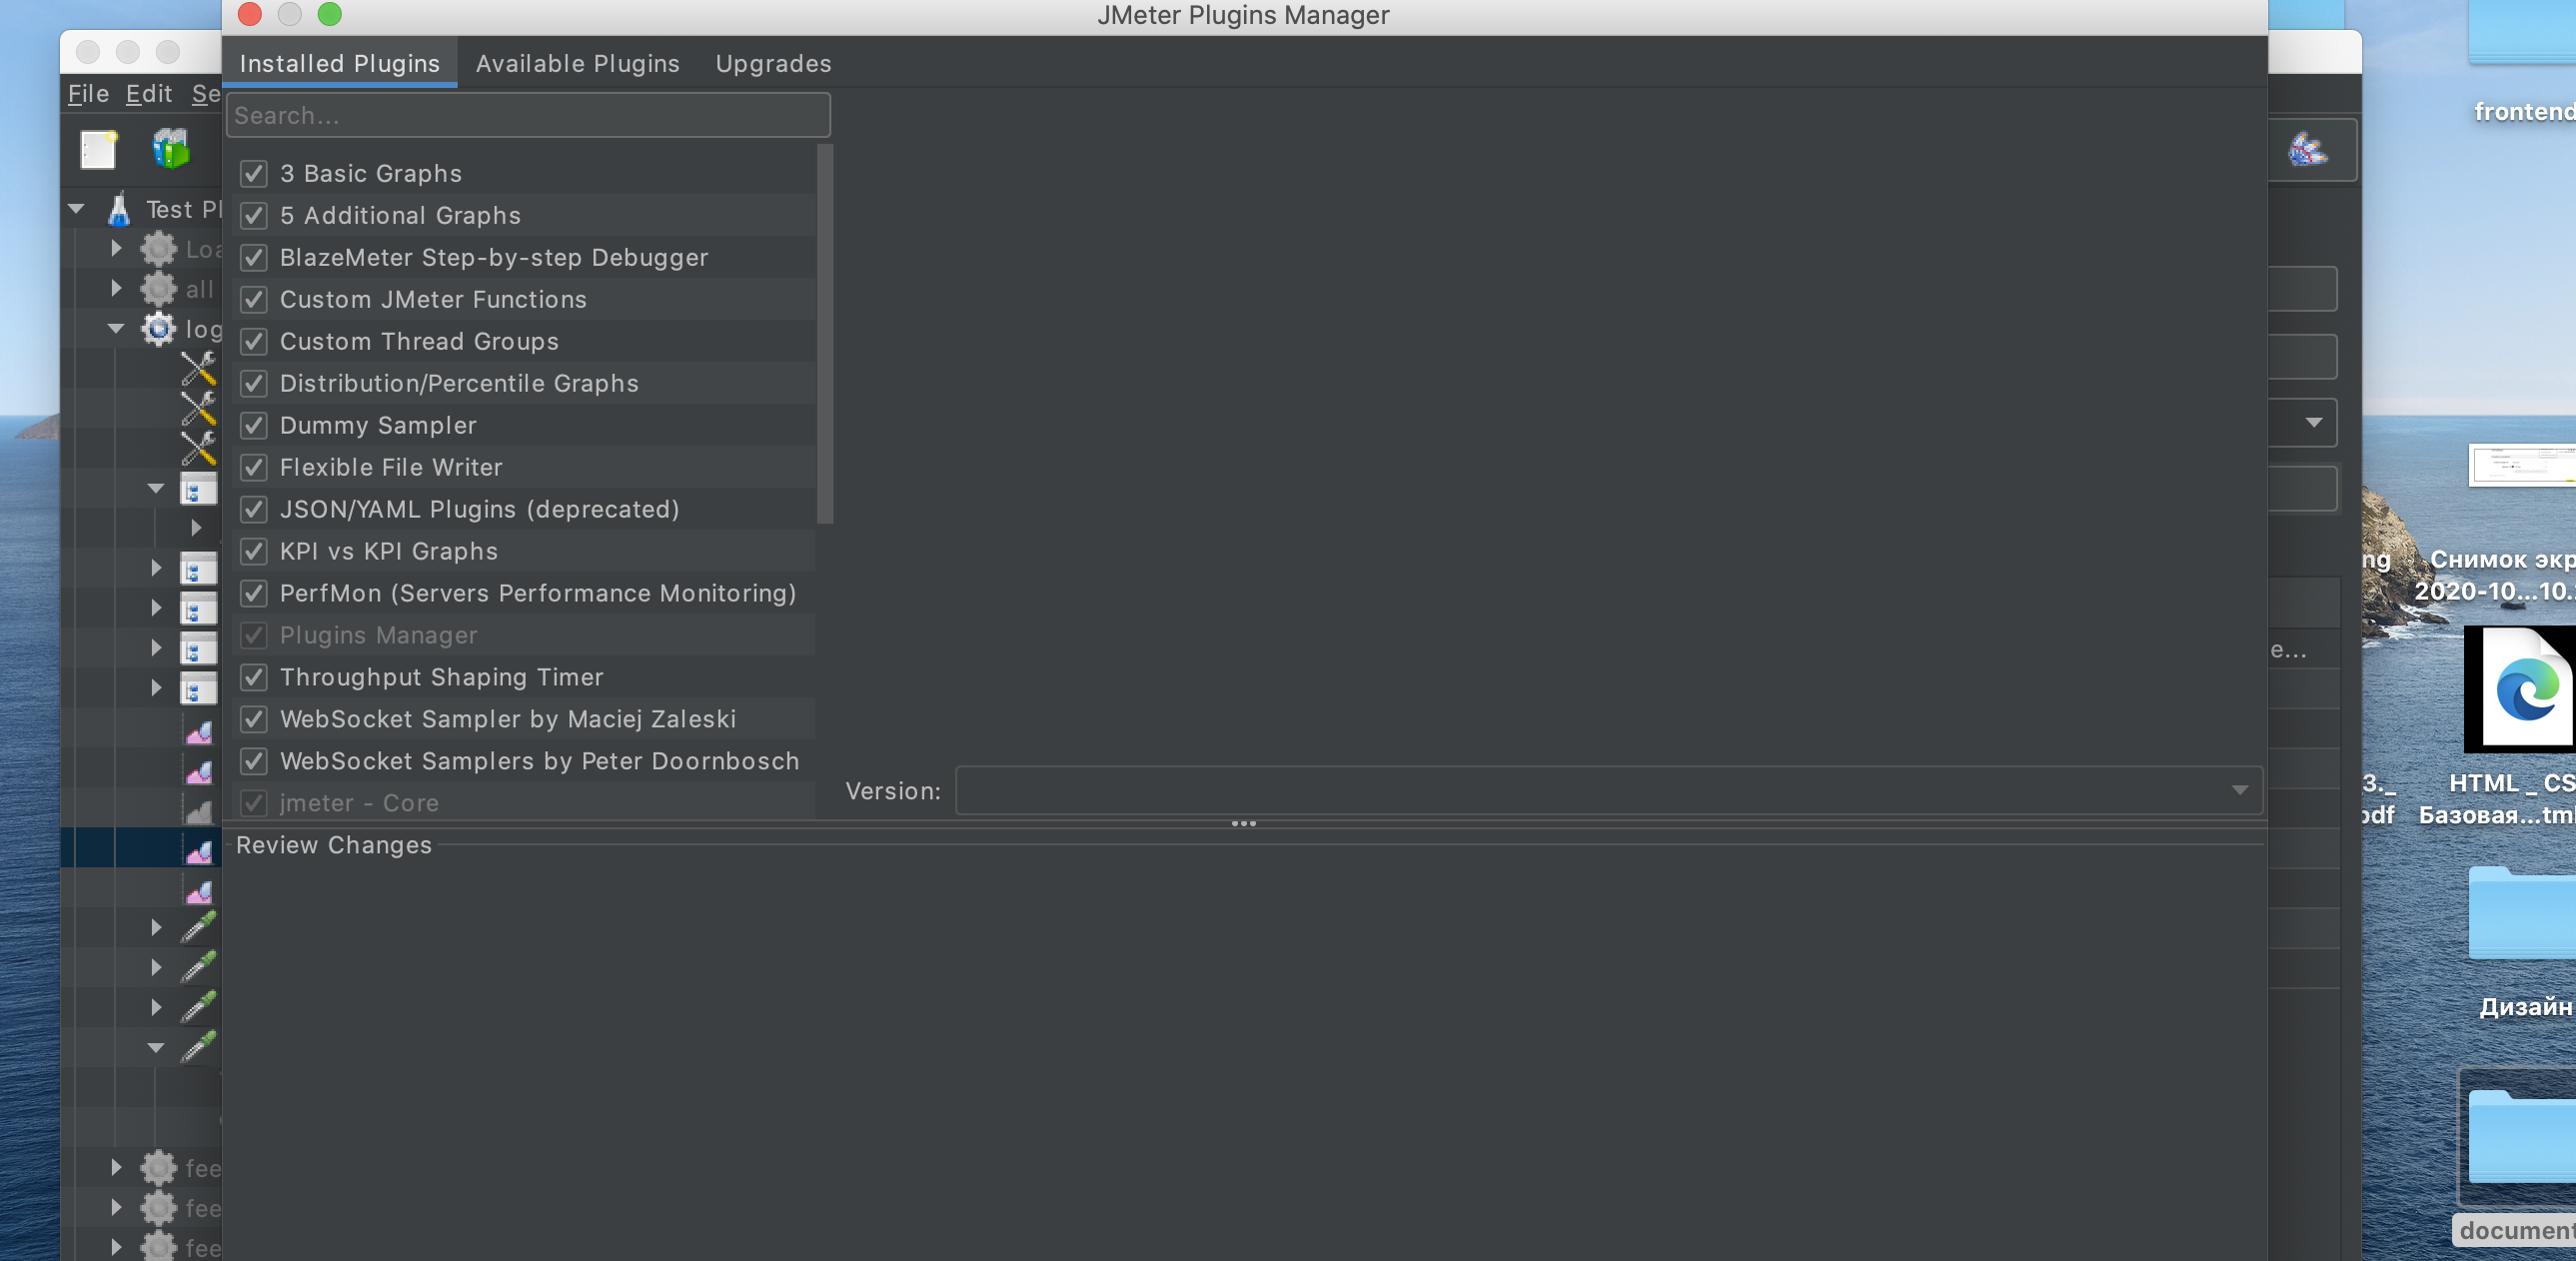 JMeter Plugins Manager
Installed Plugins Available Plugins Upgrades
File Edit Se
Search...
3 Basic Graphs
5 Additional Graphs
BlazeMeter Step-by-step Debugger
Custom JMeter Functions
Custom Thread Groups
Distribution/Percentile Graphs
Dummy Sampler
Flexible File Writer
JSON/YAML Plugins (deprecated)
KPI vs KPI Graphs
PerfMon (Servers Performance Monitoring)
Plugins Manager
Throughput Shaping Timer
WebSocket Sampler by Maciej Zaleski
WebSocket Samplers by Peter Doornbosch
jmeter - Core
Version:
Review Changes
Test Pl
Loa
all
log
fee
fee
fee
e...
frontend
ng
Снимок экр
2020-10...10.
3._
pdf
HTML _ CS
Базовая...tm
Дизайн
document